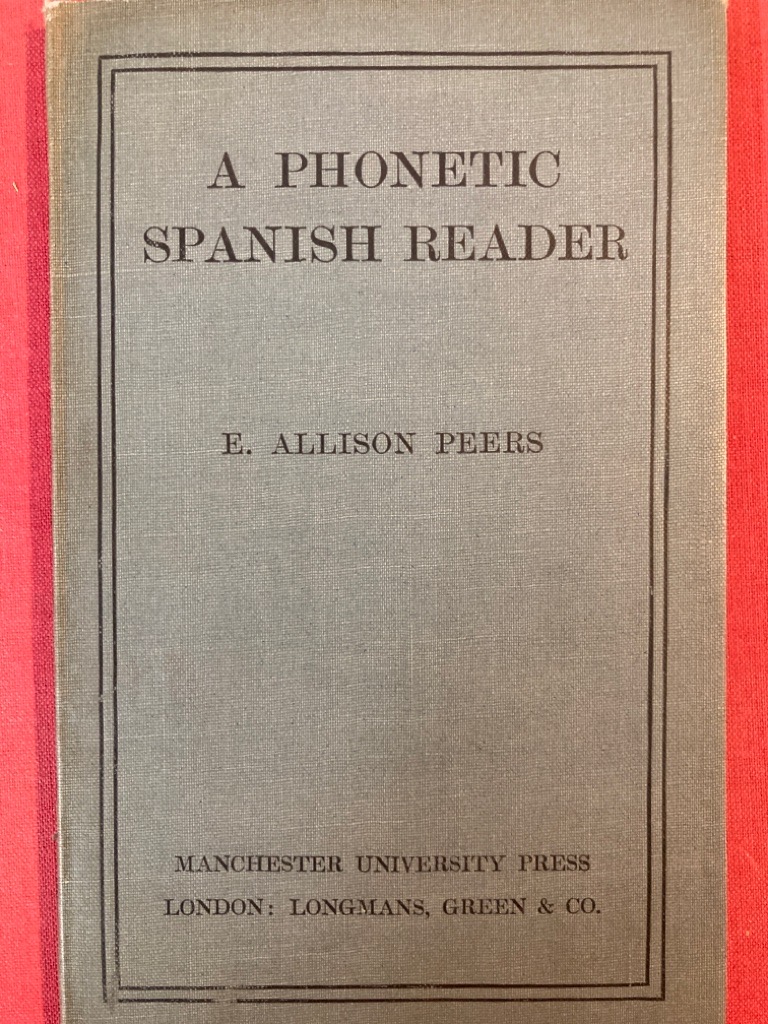 A PHONETIC
SPANISH READER
E. ALLISON PEERS
MANCHESTER UNIVERSITY PRESS
LONDON: LONGMANS, GREEN & CO.